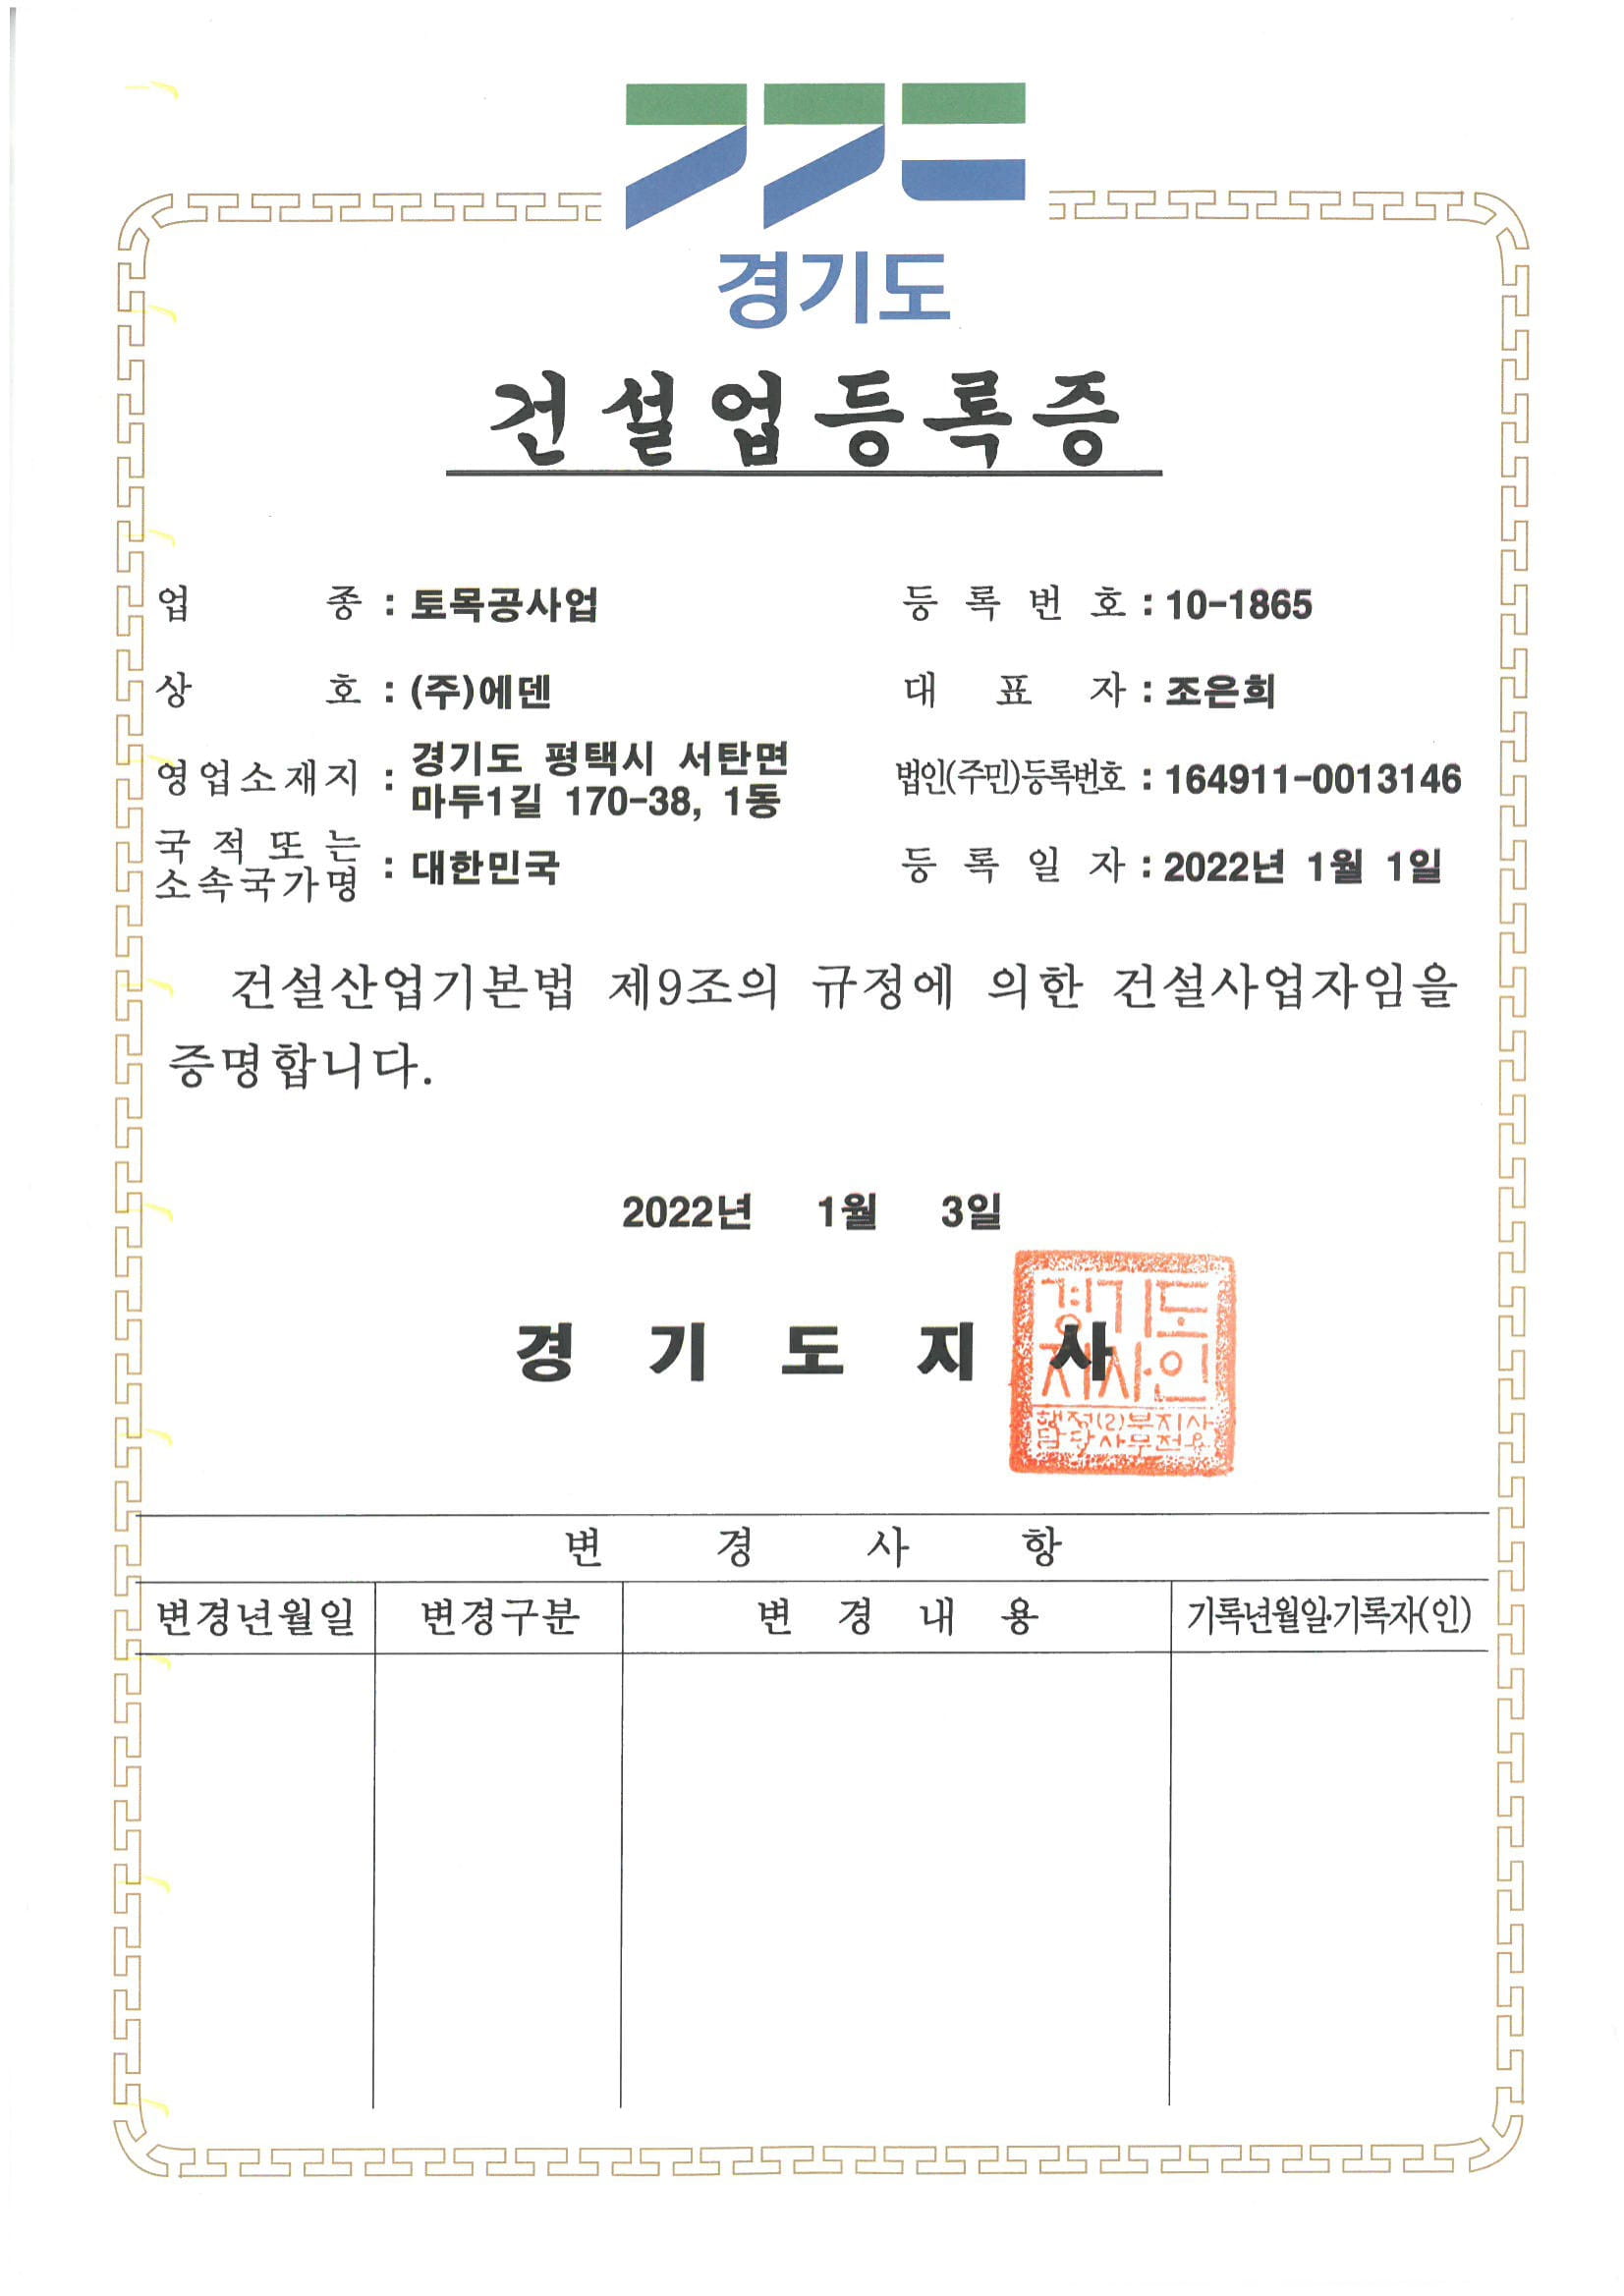 경기도
건설업등록증
업 종 : 토목공사업 등 록 번 호 : 10-1865
상 호 : (주)에덴 대 표 자 : 조은희
영업소재지 : 경기도 평택시 서탄면 마두1길 170-38, 1동 법인(주민)등록번호 : 164911-0013146
국 적 또 는 소속국가명 : 대한민국 등 록 일 자 : 2022년 1월 1일
건설산업기본법 제9조의 규정에 의한 건설사업자임을
증명합니다.
2022년 1월 3일
경 기 도 지 사
경기도
지사인
행정(2)부지사
담당사무전용
변 경 사 항
변경년월일 변경구분 변 경 내 용 기록년월일·기록자(인)